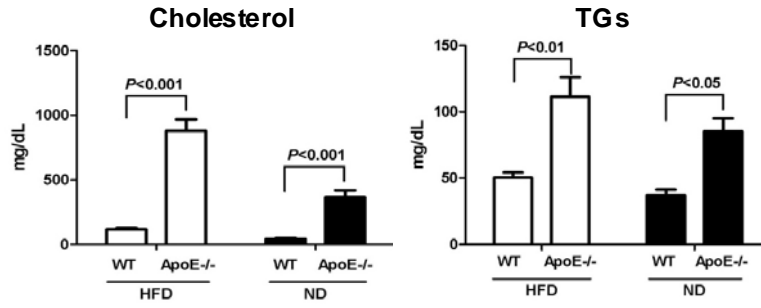 Cholesterol
mg/dL
1500
1000
500
0
P<0.001
P<0.001
WT ApoE-/- WT ApoE-/-
HFD ND
TGs
mg/dL
150
100
50
0
P<0.01
P<0.05
WT ApoE-/- WT ApoE-/-
HFD ND